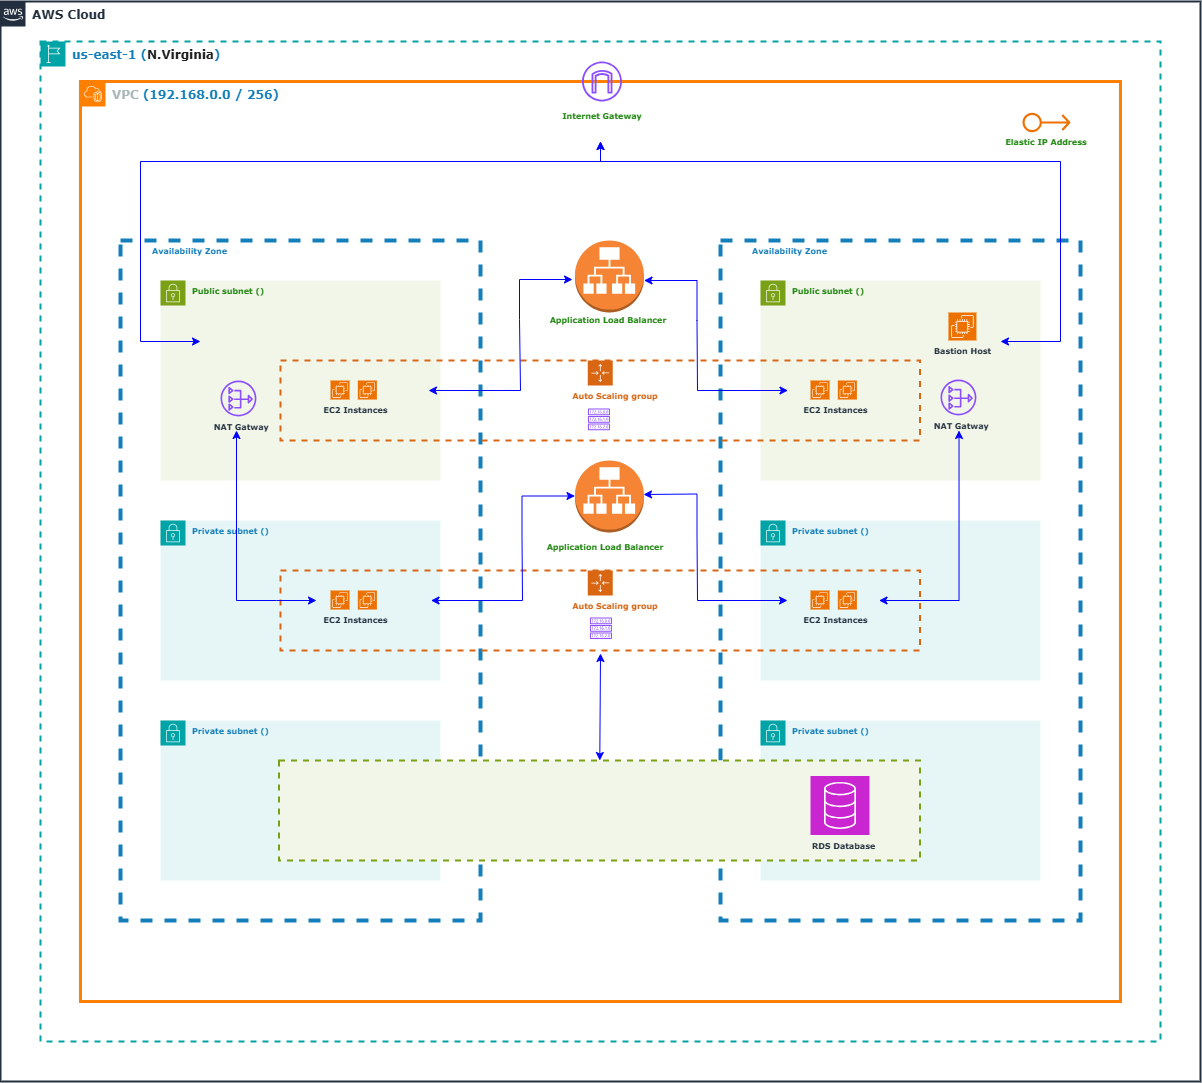 aws
AWS Cloud
us-east-1 (N.Virginia)
VPC (192.168.0.0 / 256)
Internet Gateway
Elastic IP Address
Availability Zone
Availability Zone
Public subnet ()
Public subnet ()
Application Load Balancer
Bastion Host
Auto Scaling group
EC2 Instances
EC2 Instances
NAT Gatway
NAT Gatway
Private subnet ()
Private subnet ()
Application Load Balancer
Auto Scaling group
EC2 Instances
EC2 Instances
Private subnet ()
Private subnet ()
RDS Database